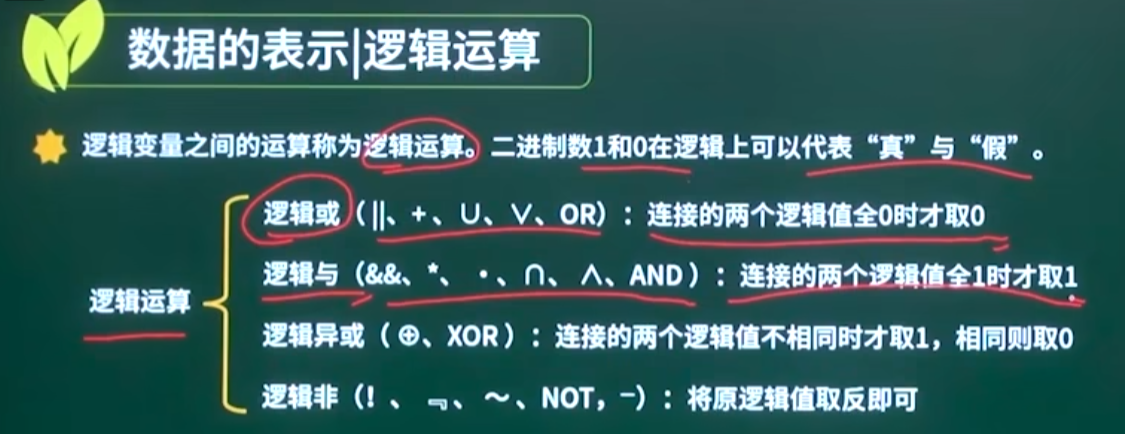 数据的表示|逻辑运算
逻辑变量之间的运算称为逻辑运算。二进制数1和0在逻辑上可以代表“真”与“假”。
逻辑或（||、+、∪、∨、OR）：连接的两个逻辑值全0时才取0
逻辑与（&&、*、·、∩、∧、AND）：连接的两个逻辑值全1时才取1
逻辑运算
逻辑异或（⊕、XOR）：连接的两个逻辑值不相同时才取1，相同则取0
逻辑非（!、﹃、～、NOT，¯）：将原逻辑值取反即可